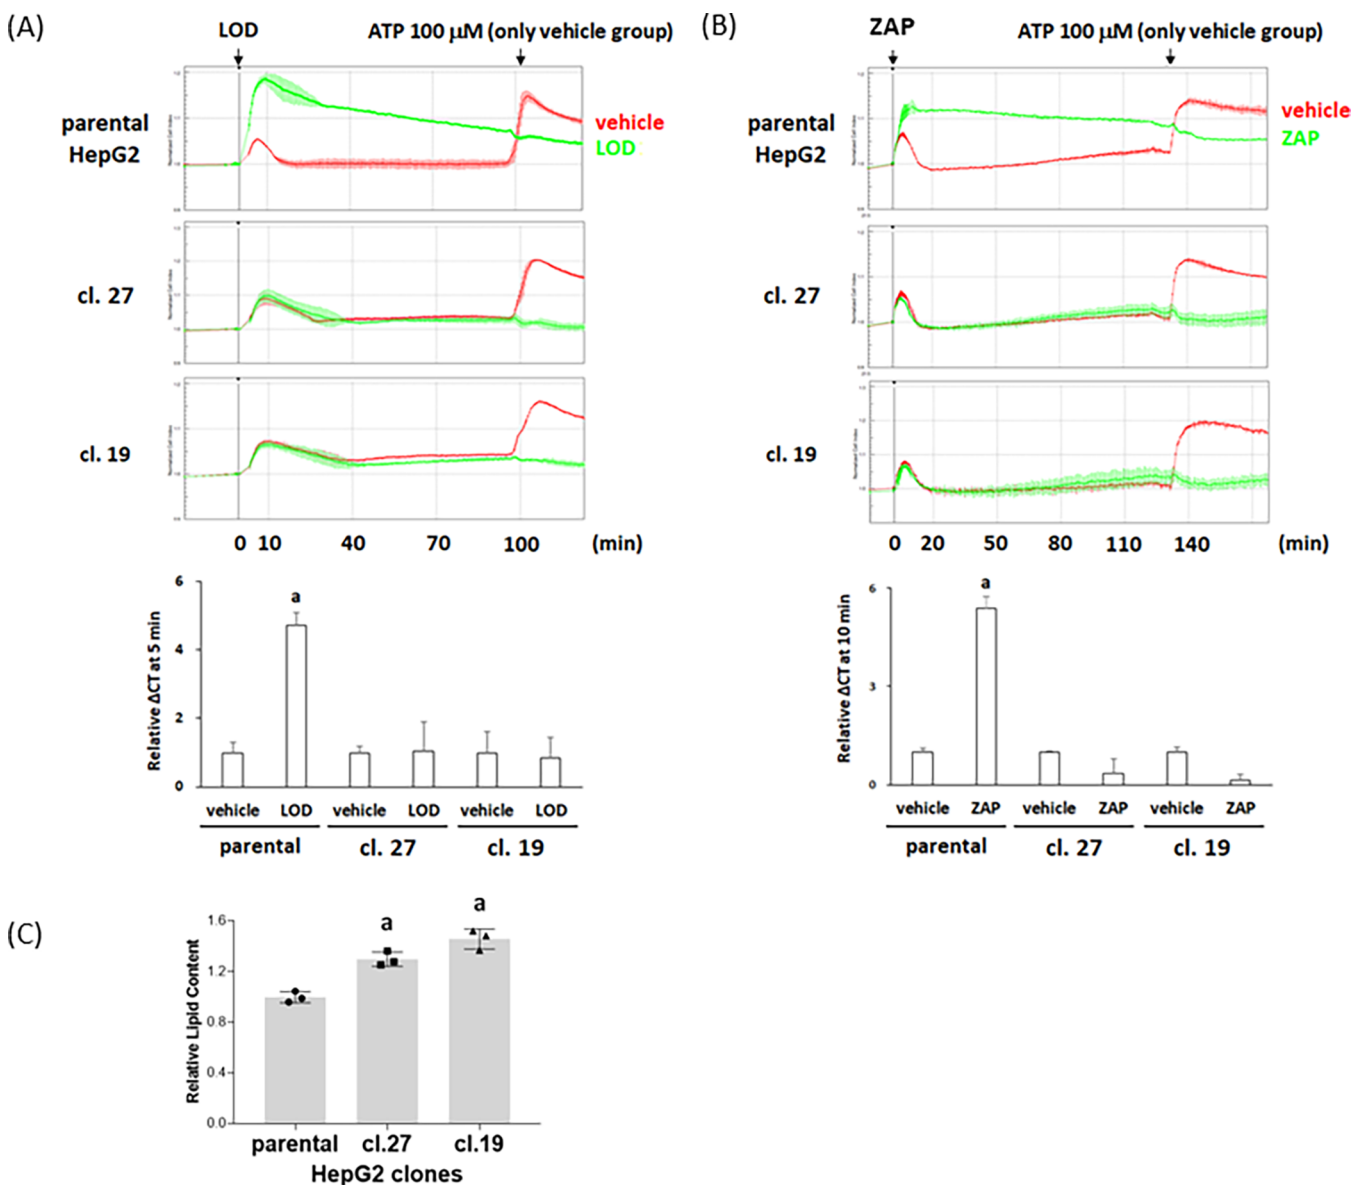 (A)
LOD
ATP 100 μM (only vehicle group)
parental
HepG2
vehicle
LOD
cl. 27
cl. 19
0 10 40 70 100 (min)
Relative ΔCT at 5 min
6
4
2
0
a
vehicle LOD vehicle LOD vehicle LOD
parental cl. 27 cl. 19
(B)
ZAP
ATP 100 μM (only vehicle group)
parental
HepG2
vehicle
ZAP
cl. 27
cl. 19
0 20 50 80 110 140 (min)
Relative ΔCT at 10 min
6
3
0
a
vehicle ZAP vehicle ZAP vehicle ZAP
parental cl. 27 cl. 19
(C)
Relative Lipid Content
1.6
1.2
0.8
0.4
0.0
a
a
parental cl.27 cl.19
HepG2 clones